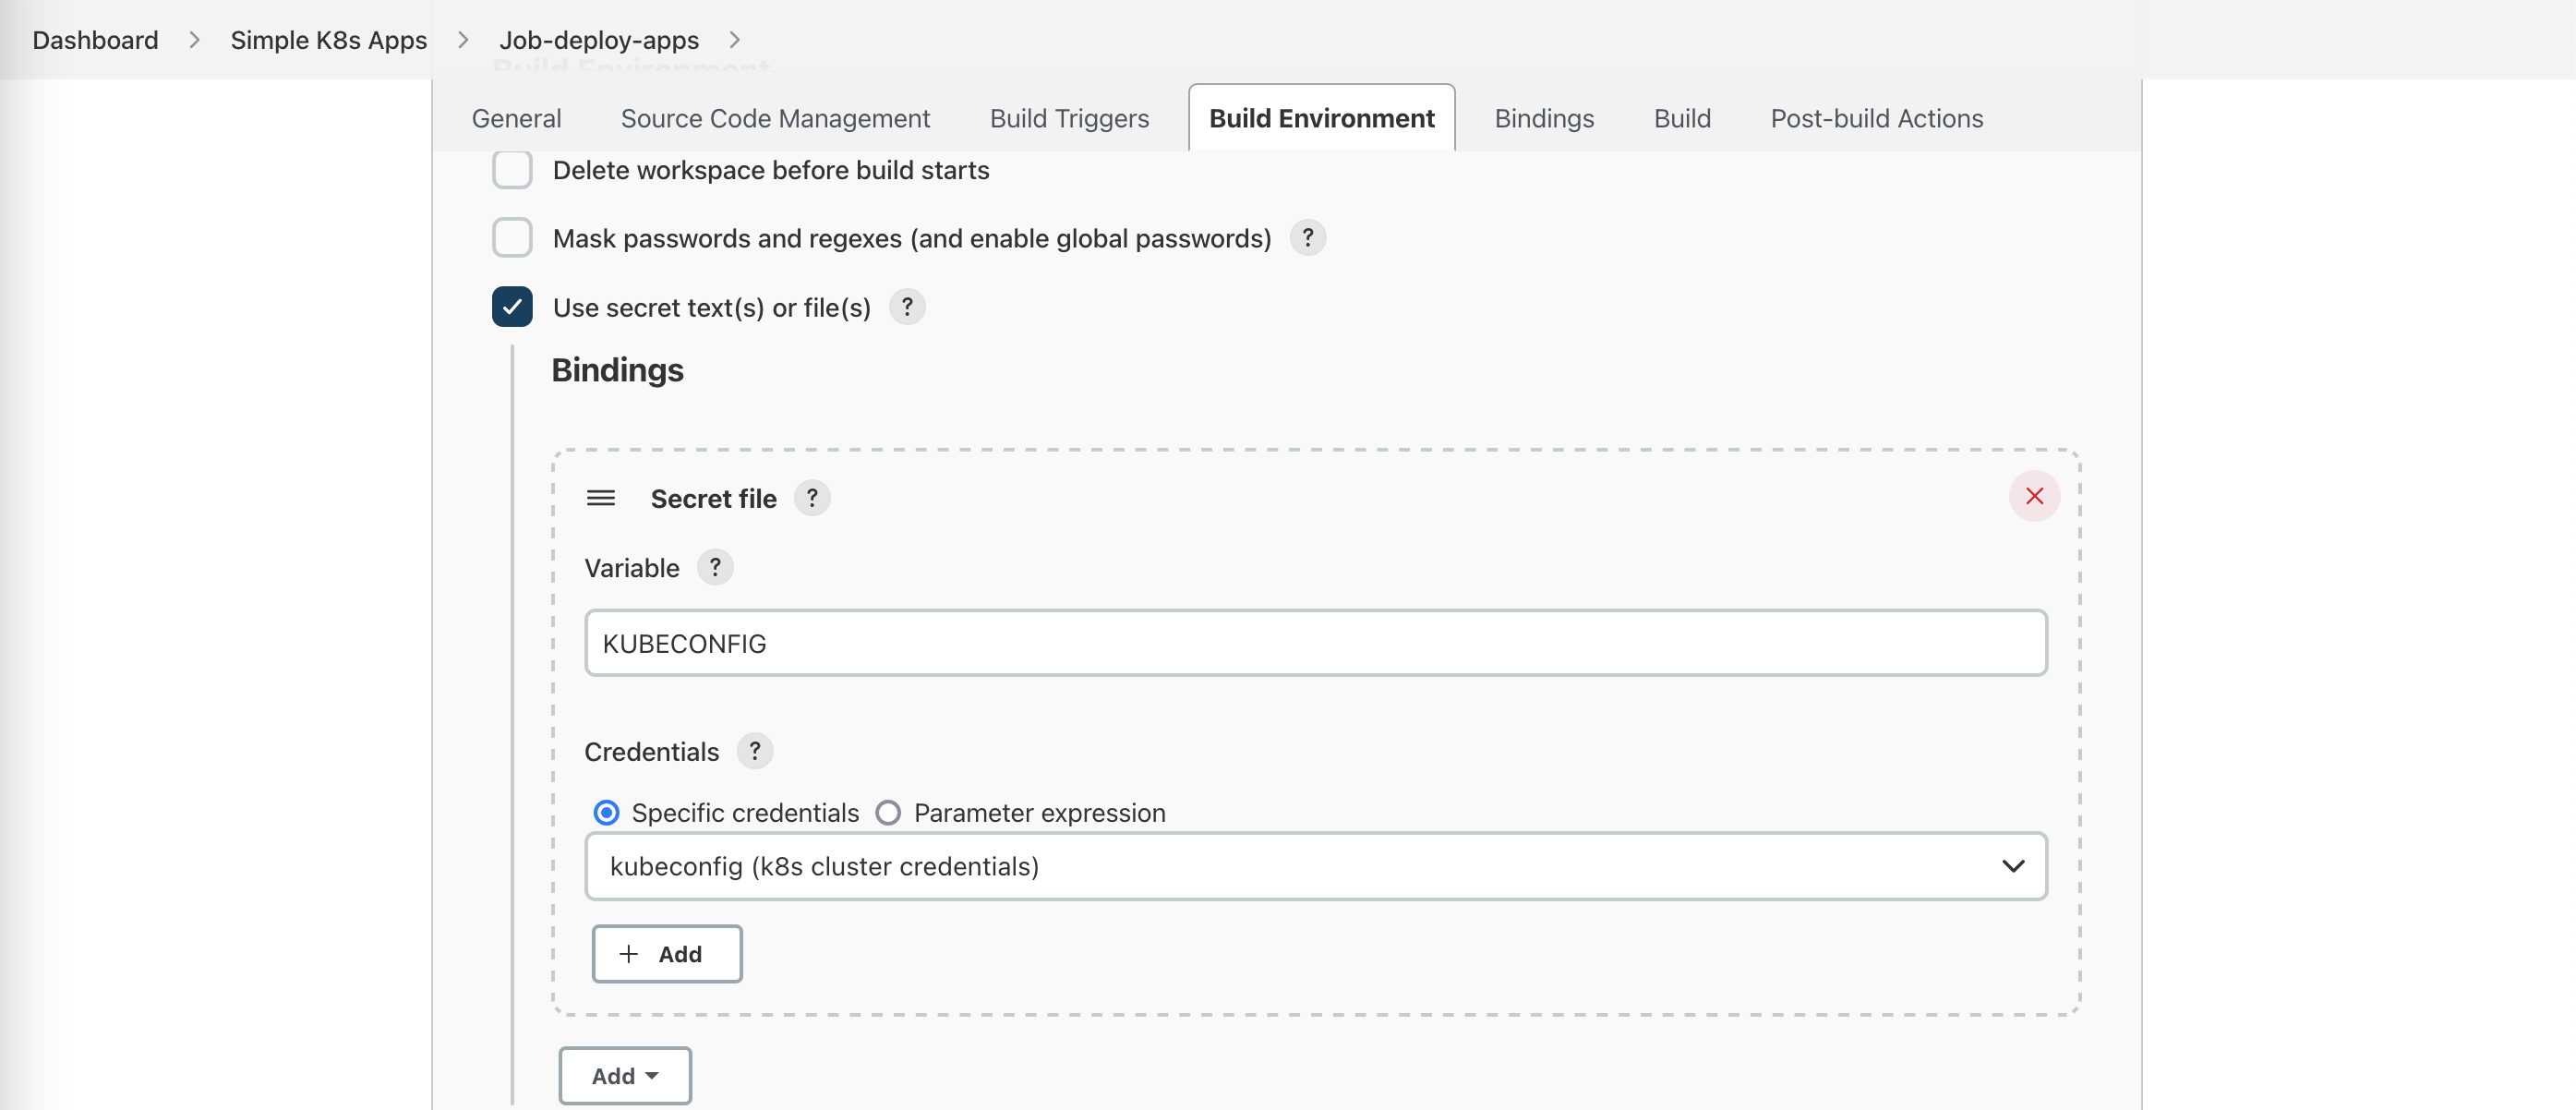 Dashboard > Simple K8s Apps > Job-deploy-apps >
Build Environment
General Source Code Management Build Triggers Build Environment Bindings Build Post-build Actions
Delete workspace before build starts
Mask passwords and regexes (and enable global passwords) ?
Use secret text(s) or file(s) ?
Bindings
Secret file ?
Variable ?
KUBECONFIG
Credentials ?
Specific credentials Parameter expression
kubeconfig (k8s cluster credentials)
+ Add
Add